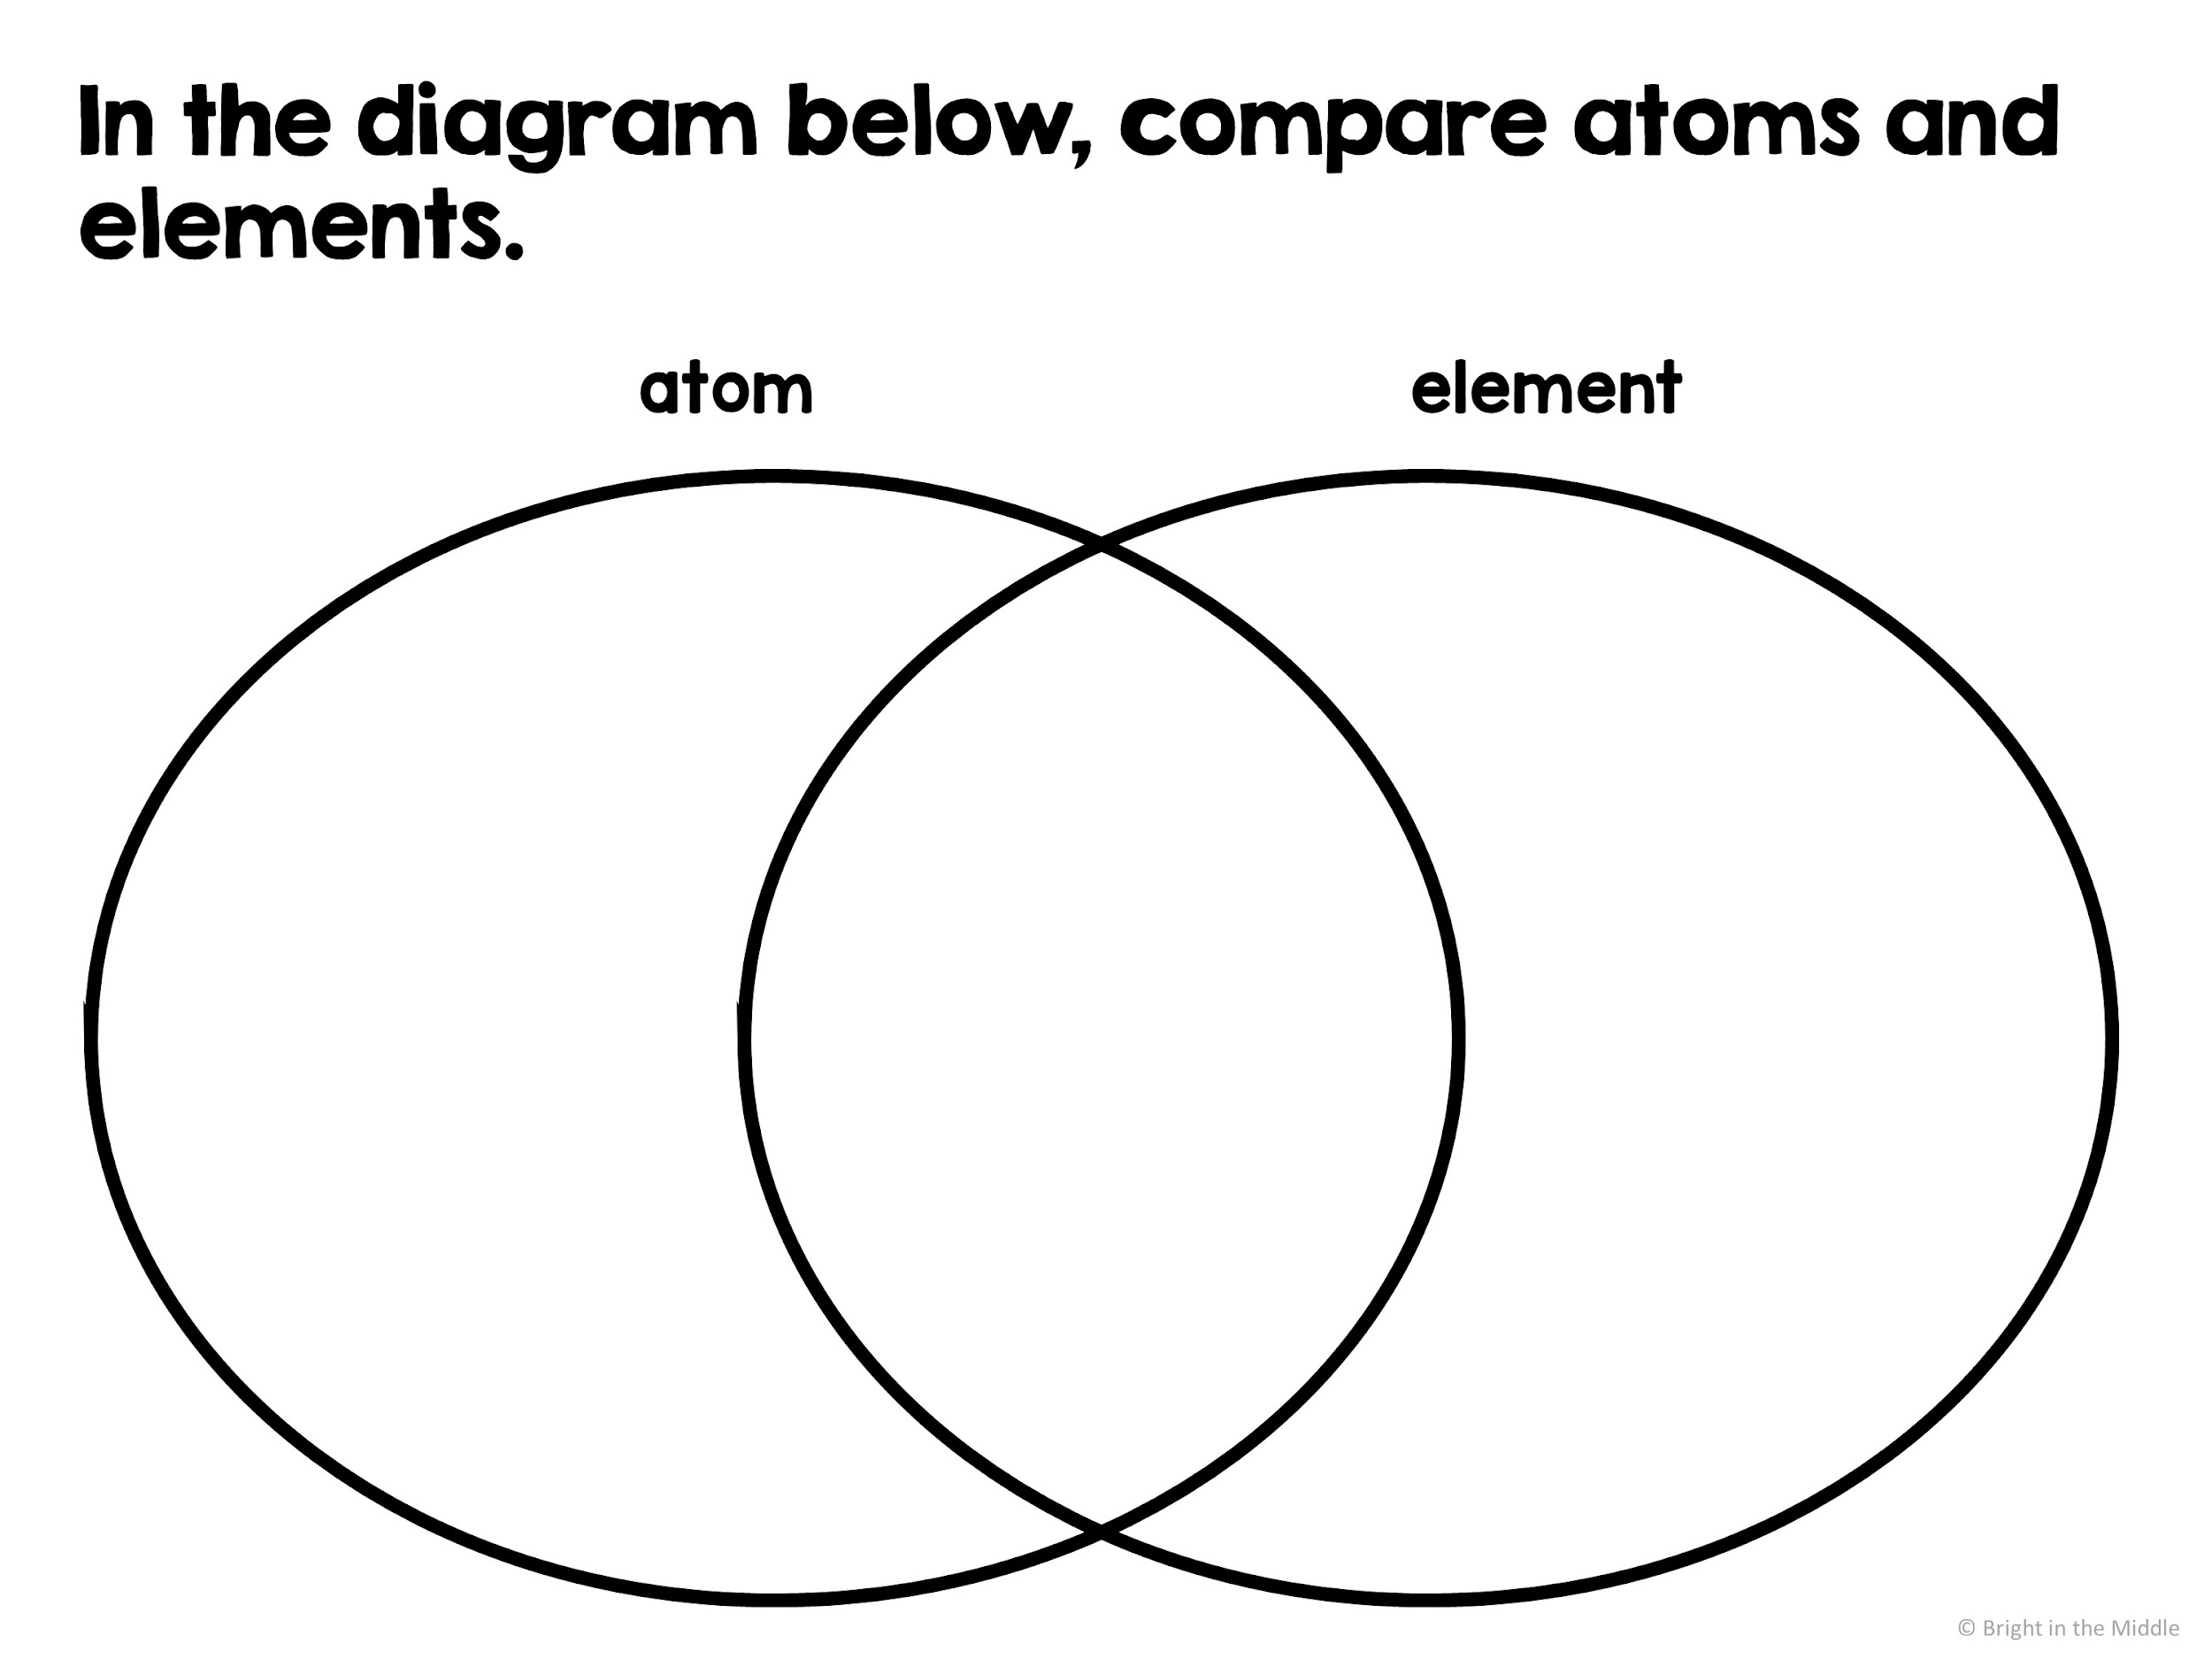 In the diagram below, compare atoms and
elements.
atom
element
© Bright in the Middle